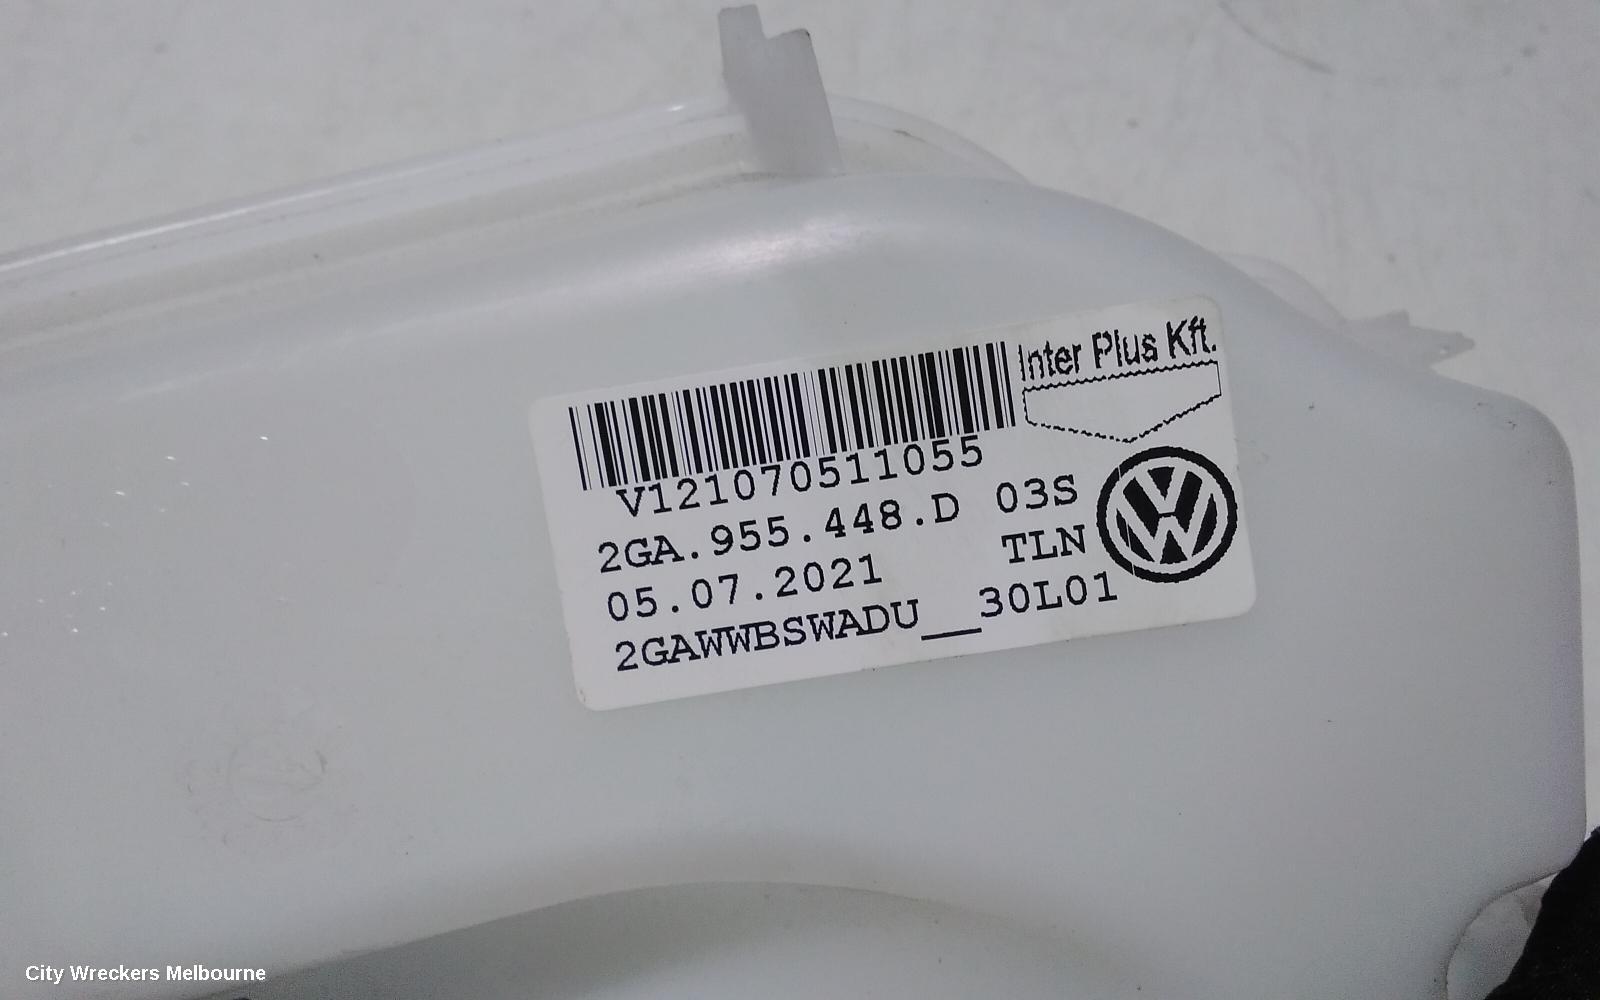 Inter Plus Kft.
V121070511055
2GA.955.448.D 03S
05.07.2021 TLN
2GAWWBSWADU__30L01
City Wreckers Melbourne